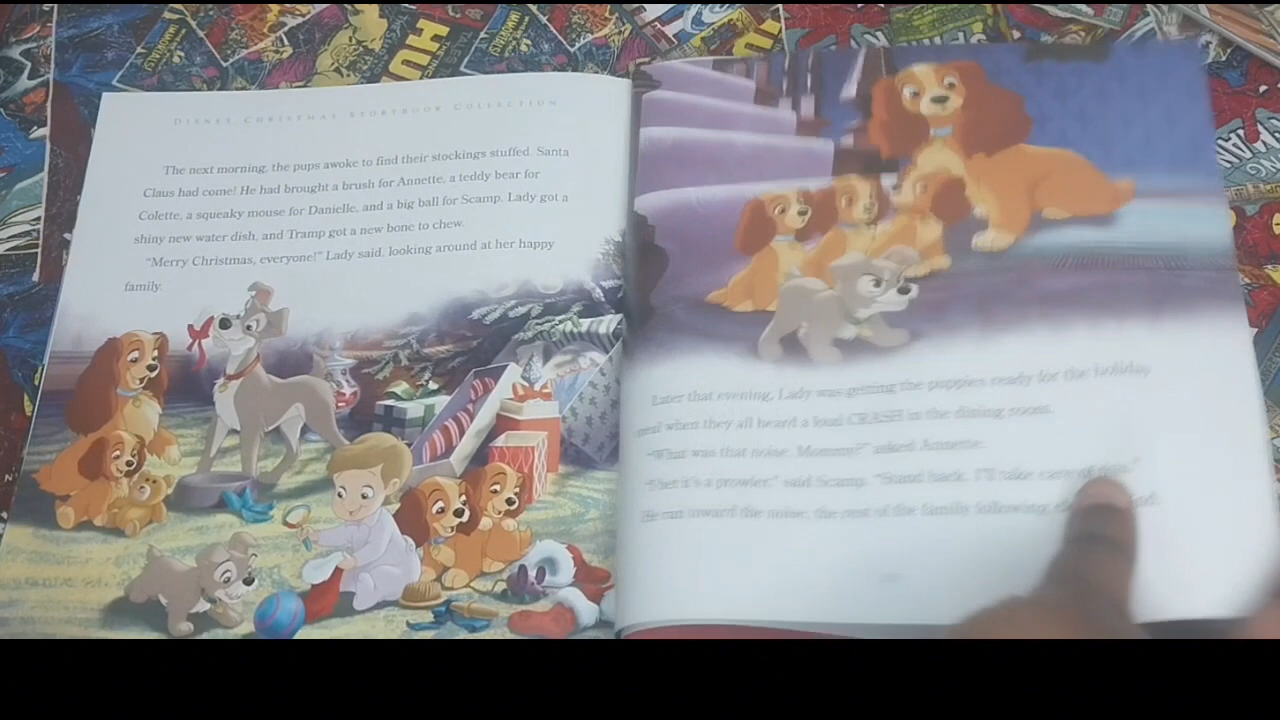 DISNEY CHRISTMAS STORYBOOK COLLECTION
The next morning, the pups awoke to find their stockings stuffed. Santa
Claus had come! He had brought a brush for Annette, a teddy bear for
Colette, a squeaky mouse for Danielle, and a big ball for Scamp. Lady got a
shiny new water dish, and Tramp got a new bone to chew.
"Merry Christmas, everyone!" Lady said, looking around at her happy
family.
Later that evening, Lady was getting the puppies ready for the holiday
meal when they all heard a loud CRASH in the dining room.
"What was that noise, Mommy?" asked Annette.
"I bet it's a prowler," said Scamp. "Stand back. I'll take care of
He ran toward the noise, the rest of the family following
HU